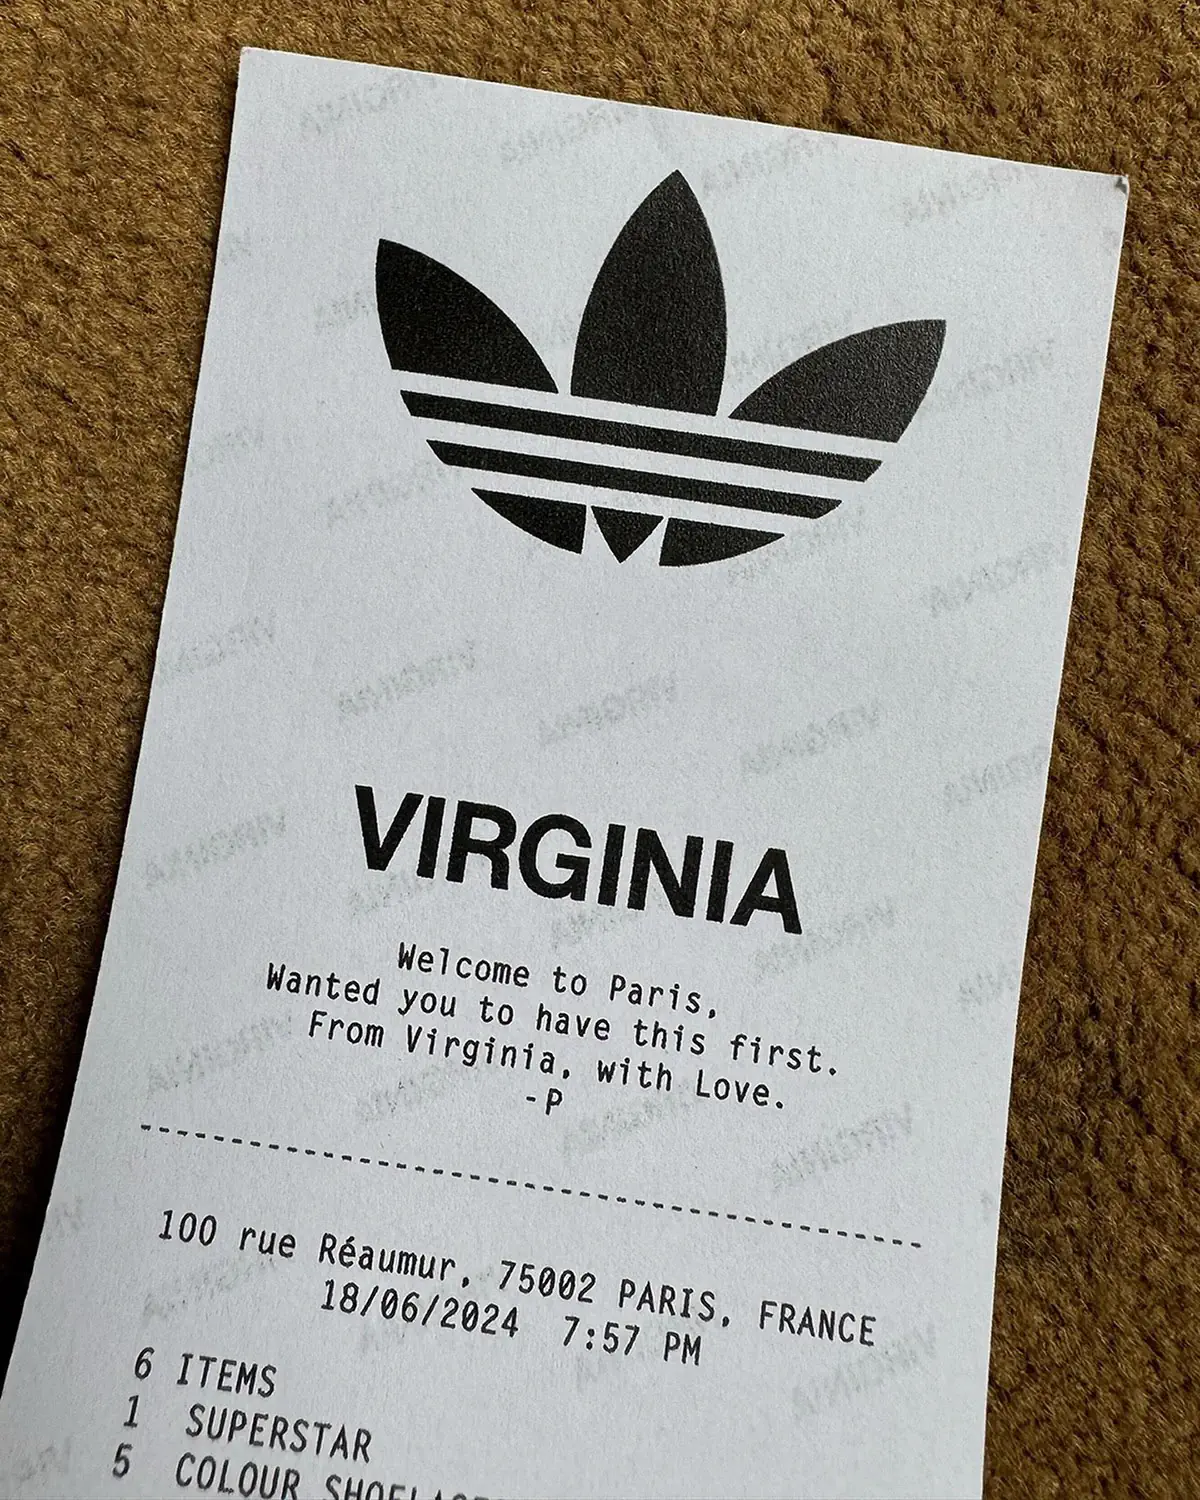 VIRGINIA
Welcome to Paris,
Wanted you to have this first.
From Virginia, with Love.
-P
100 rue Réaumur, 75002 PARIS, FRANCE
18/06/2024 7:57 PM
6 ITEMS
1 SUPERSTAR
5 COLOUR